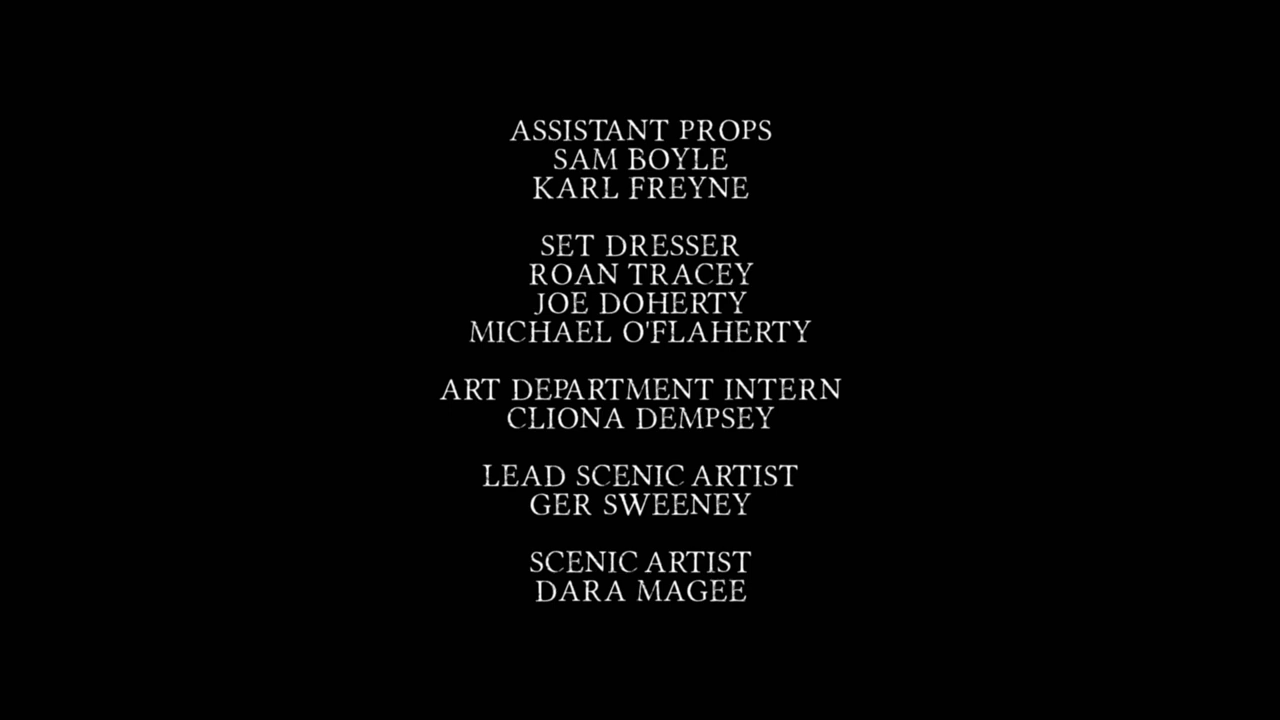 ASSISTANT PROPS
SAM BOYLE
KARL FREYNE
SET DRESSER
ROAN TRACEY
JOE DOHERTY
MICHAEL O'FLAHERTY
ART DEPARTMENT INTERN
CLIONA DEMPSEY
LEAD SCENIC ARTIST
GER SWEENEY
SCENIC ARTIST
DARA MAGEE